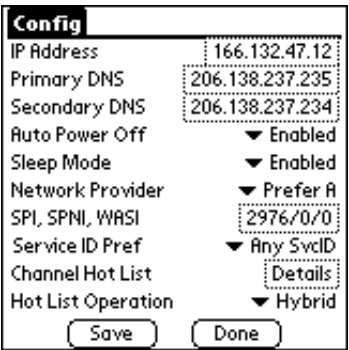 Config
IP Address 166.132.47.12
Primary DNS 206.138.237.235
Secondary DNS 206.138.237.234
Auto Power Off Enabled
Sleep Mode Enabled
Network Provider Prefer A
SPI, SPNI, WASI 2976/0/0
Service ID Pref Any SvcID
Channel Hot List Details
Hot List Operation Hybrid
Save Done